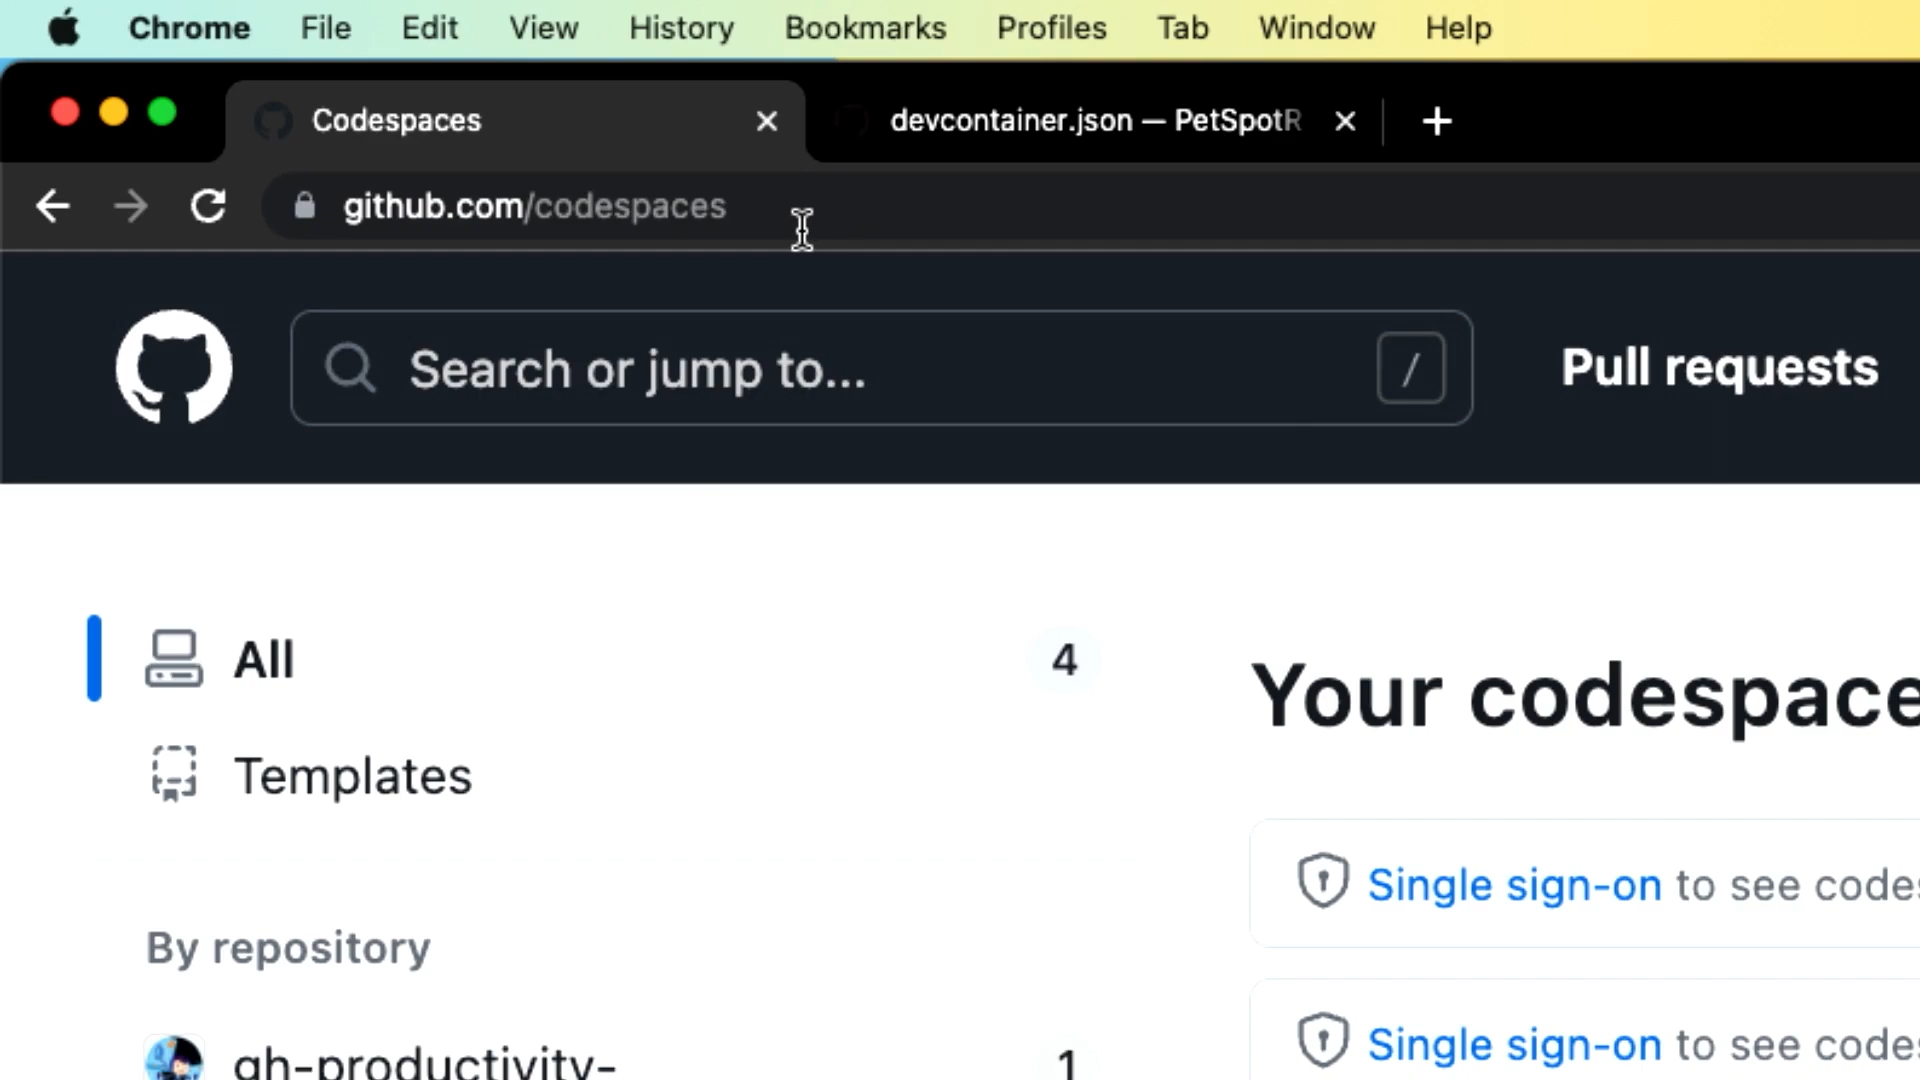 Chrome File Edit View History Bookmarks Profiles Tab Window Help
Codespaces devcontainer.json — PetSpotR
github.com/codespaces
Search or jump to... / Pull requests
All 4
Your codespace
Templates
Single sign-on to see codes
By repository
Single sign-on to see codes
gh-productivity- 1